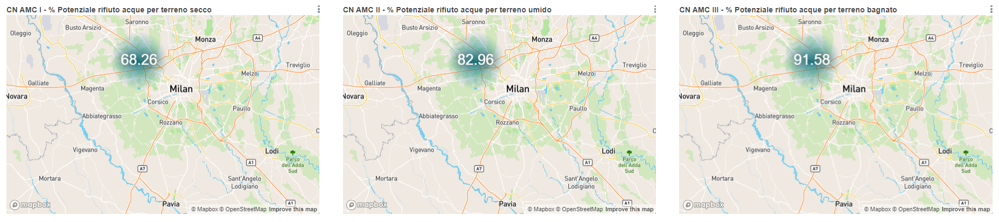 CN AMC I - % Potenziale rifiuto acque per terreno secco
Saronno
Busto Arsizio
Oleggio
Monza
A4
68.26
Treviglio
Melzo
Galliate
Magenta
Milan
Novara
Corsico
Paullo
Abbiategrasso
Rozzano
C
Vigevano
Lodi
Parco
dell'Adda
Sud
A1
A7
Mortara
Sant'Angelo
Lodigiano
Pavia
A1
mapbox
© Mapbox © OpenStreetMap Improve this map
CN AMC II - % Potenziale rifiuto acque per terreno umido
Saronno
Busto Arsizio
Oleggio
Monza
A4
82.96
Treviglio
Melzo
Galliate
Magenta
Milan
Novara
Corsico
Paullo
Abbiategrasso
Rozzano
C
Vigevano
Lodi
Parco
dell'Adda
Sud
A1
A7
Mortara
Sant'Angelo
Lodigiano
Pavia
A1
mapbox
© Mapbox © OpenStreetMap Improve this map
CN AMC III - % Potenziale rifiuto acque per terreno bagnato
Saronno
Busto Arsizio
Oleggio
Monza
A4
91.58
Treviglio
Melzo
Galliate
Magenta
Milan
Novara
Corsico
Paullo
Abbiategrasso
Rozzano
C
Vigevano
Lodi
Parco
dell'Adda
Sud
A1
A7
Mortara
Sant'Angelo
Lodigiano
Pavia
A1
mapbox
© Mapbox © OpenStreetMap Improve this map